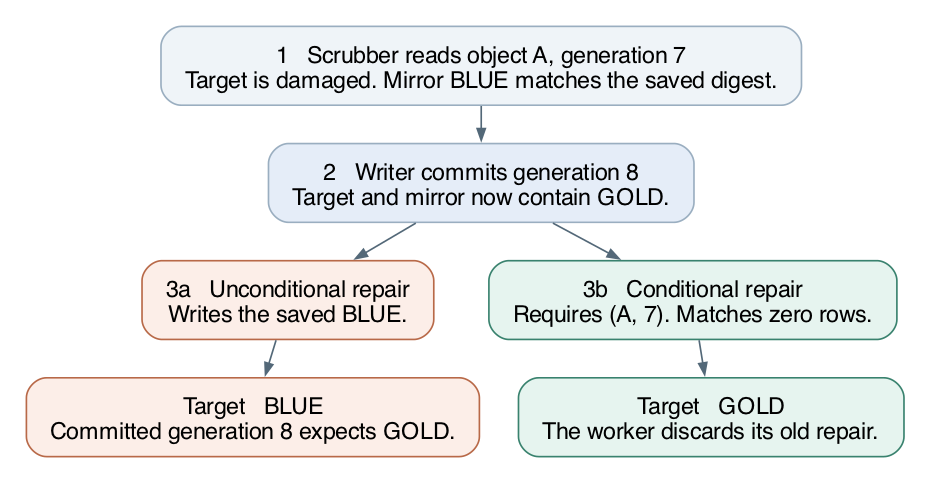 1 Scrubber reads object A, generation 7
Target is damaged. Mirror BLUE matches the saved digest.
2 Writer commits generation 8
Target and mirror now contain GOLD.
3a Unconditional repair
Writes the saved BLUE.
3b Conditional repair
Requires (A, 7). Matches zero rows.
Target BLUE
Committed generation 8 expects GOLD.
Target GOLD
The worker discards its old repair.